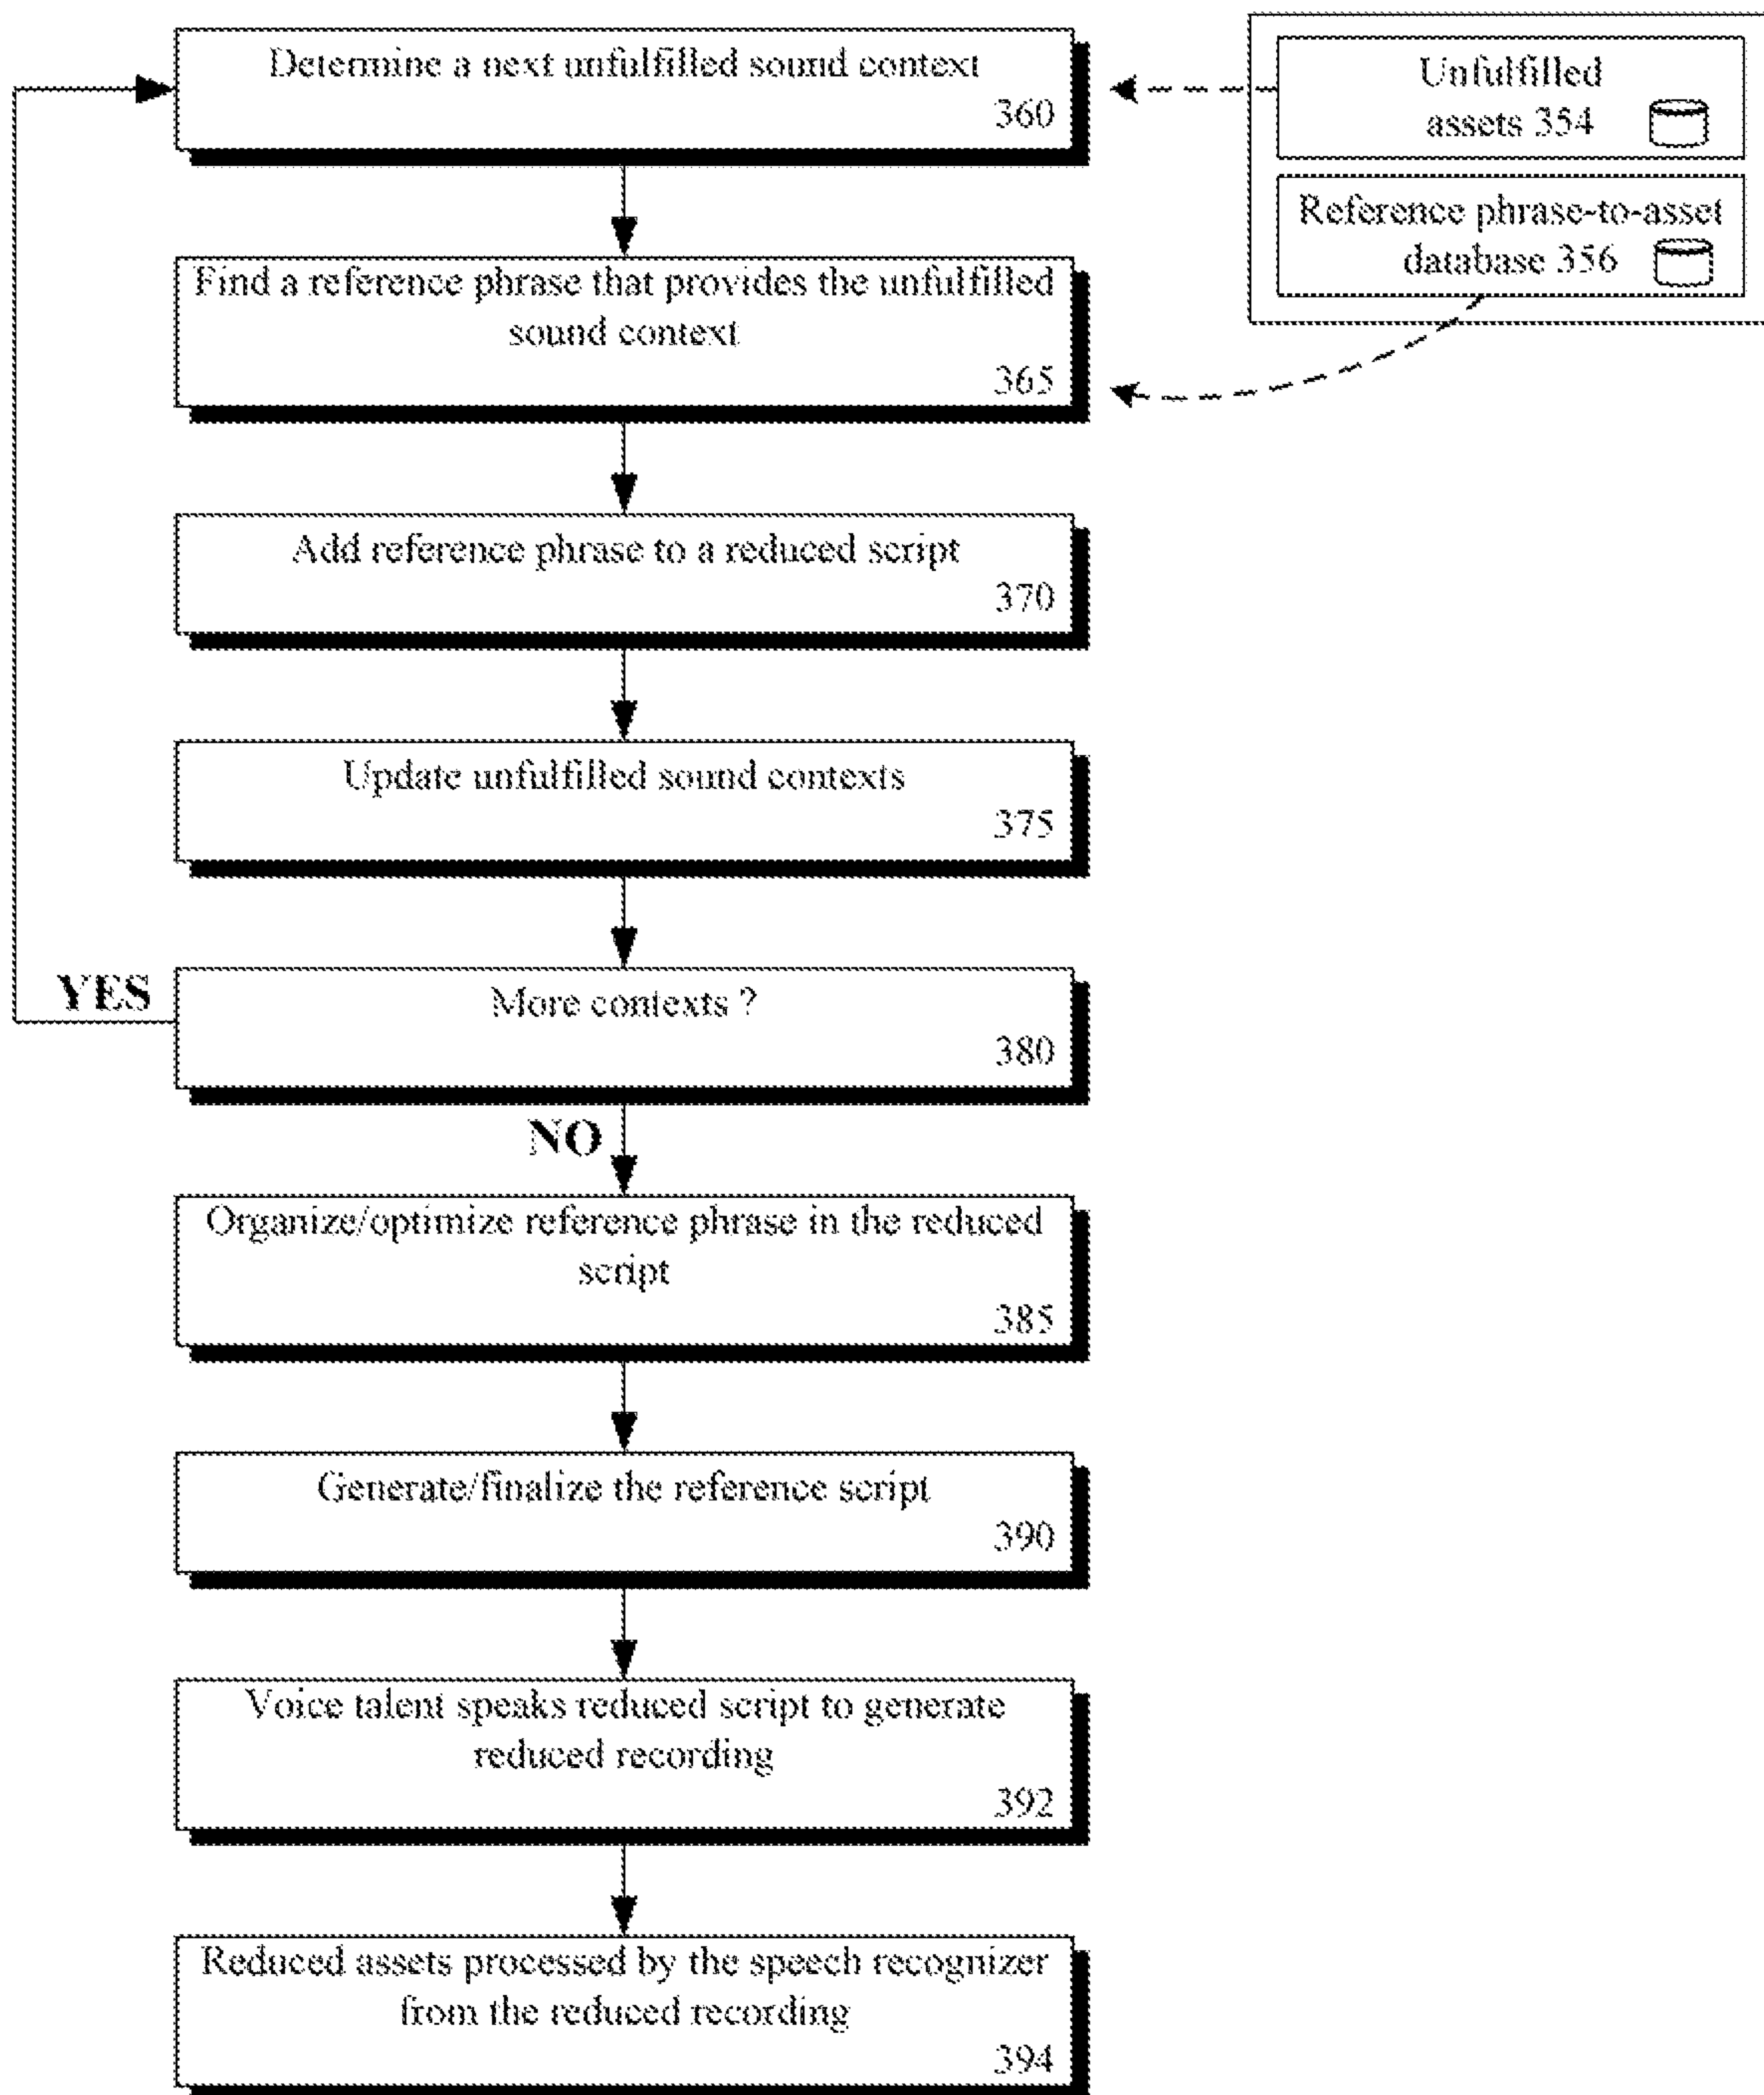 Determine a next unfulfilled sound context
360
Unfulfilled
assets 354
Reference phrase-to-asset
database 356
Find a reference phrase that provides the unfulfilled
sound context
365
Add reference phrase to a reduced script
370
Update unfulfilled sound contexts
375
YES
More contexts ?
380
NO
Organize/optimize reference phrase in the reduced
script
385
Generate/finalize the reference script
390
Voice talent speaks reduced script to generate
reduced recording
392
Reduced assets processed by the speech recognizer
from the reduced recording
394